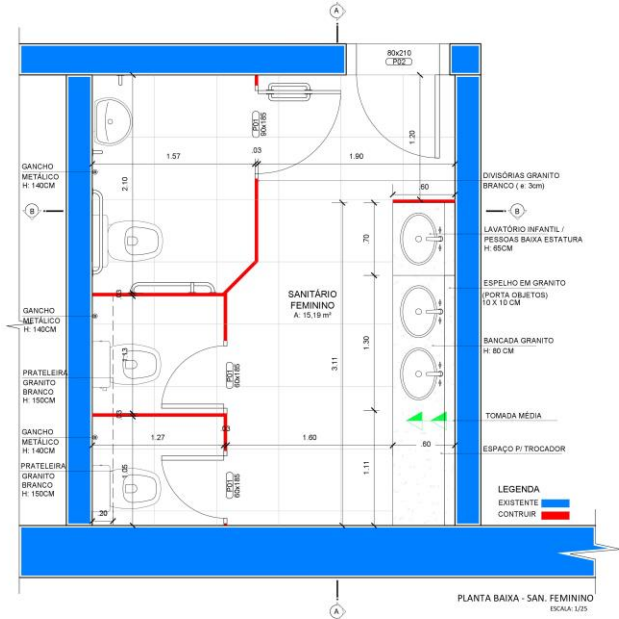 A
80x210
P02
P01
90x185
1.20
.03
1.57
1.90
.60
GANCHO
METÁLICO
H: 140CM
2.10
B
B
DIVISÓRIAS GRANITO
BRANCO ( e: 3cm)
.70
LAVATÓRIO INFANTIL /
PESSOAS BAIXA ESTATURA
H: 65CM
SANITÁRIO
FEMININO
A: 15,19 m²
ESPELHO EM GRANITO
(PORTA OBJETOS)
10 X 10 CM
.03
GANCHO
METÁLICO
H: 140CM
1.13
3.11
1.30
BANCADA GRANITO
H: 80 CM
PRATELEIRA
GRANITO
BRANCO
H: 150CM
P01
60x185
.03
TOMADA MÉDIA
GANCHO
METÁLICO
H: 140CM
1.27
.03
1.60
.60
ESPAÇO P/ TROCADOR
PRATELEIRA
GRANITO
BRANCO
H: 150CM
1.05
P01
60x185
1.11
.20
LEGENDA
EXISTENTE
CONTRUIR
A
PLANTA BAIXA - SAN. FEMININO
ESCALA: 1/25